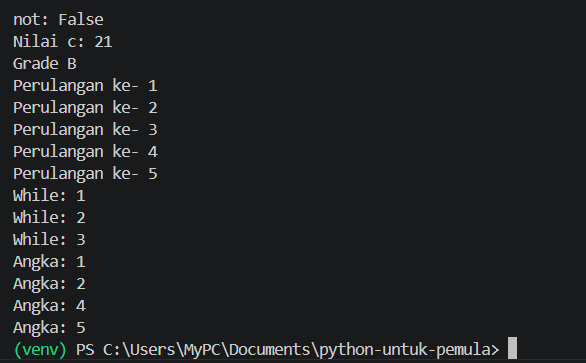 not: False
Nilai c: 21
Grade B
Perulangan ke- 1
Perulangan ke- 2
Perulangan ke- 3
Perulangan ke- 4
Perulangan ke- 5
While: 1
While: 2
While: 3
Angka: 1
Angka: 2
Angka: 4
Angka: 5
(venv) PS C:\Users\MyPC\Documents\python-untuk-pemula>